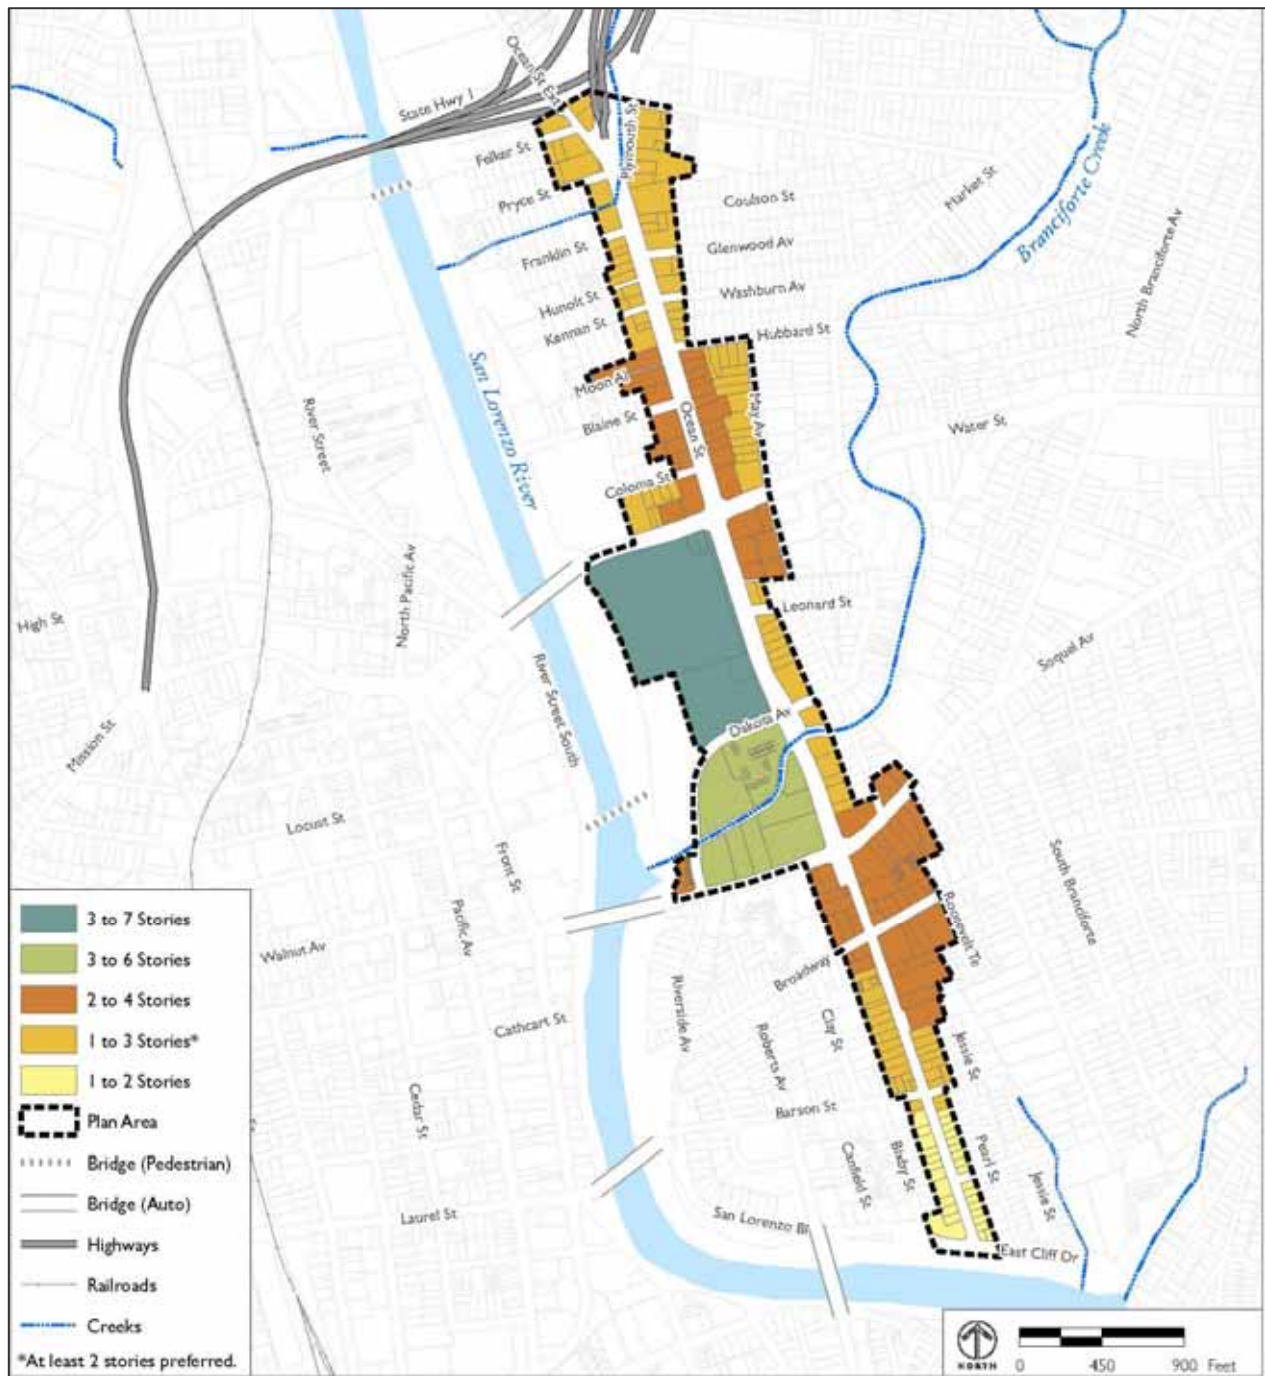 Ocean St Ext
State Hwy 1
Plymouth St
Felker St
Pryce St
Coulson St
Market St
Branciforte Creek
North Branciforte Av
Franklin St
Glenwood Av
Hunolt St
Washburn Av
Kennan St
Hubbard St
San Lorenzo River
Moon Al
May Av
River Street
Blaine St
Ocean St
Water St
Coloma St
North Pacific Av
Leonard St
High St
Soquel Av
River Street South
Mission St
Dakota Av
Locust St
Front St
South Branciforte
Pacific Av
Roosevelt Te
Walnut Av
Broadway
Riverside Av
Clay St
Cathcart St
Roberts Av
Jessie St
Cedar St
Barson St
Canfield St
Bixby St
Pearl St
Jessie St
Laurel St
San Lorenzo Bl
East Cliff Dr
3 to 7 Stories
3 to 6 Stories
2 to 4 Stories
1 to 3 Stories*
1 to 2 Stories
Plan Area
Bridge (Pedestrian)
Bridge (Auto)
Highways
Railroads
Creeks
*At least 2 stories preferred.
NORTH
0 450 900 Feet